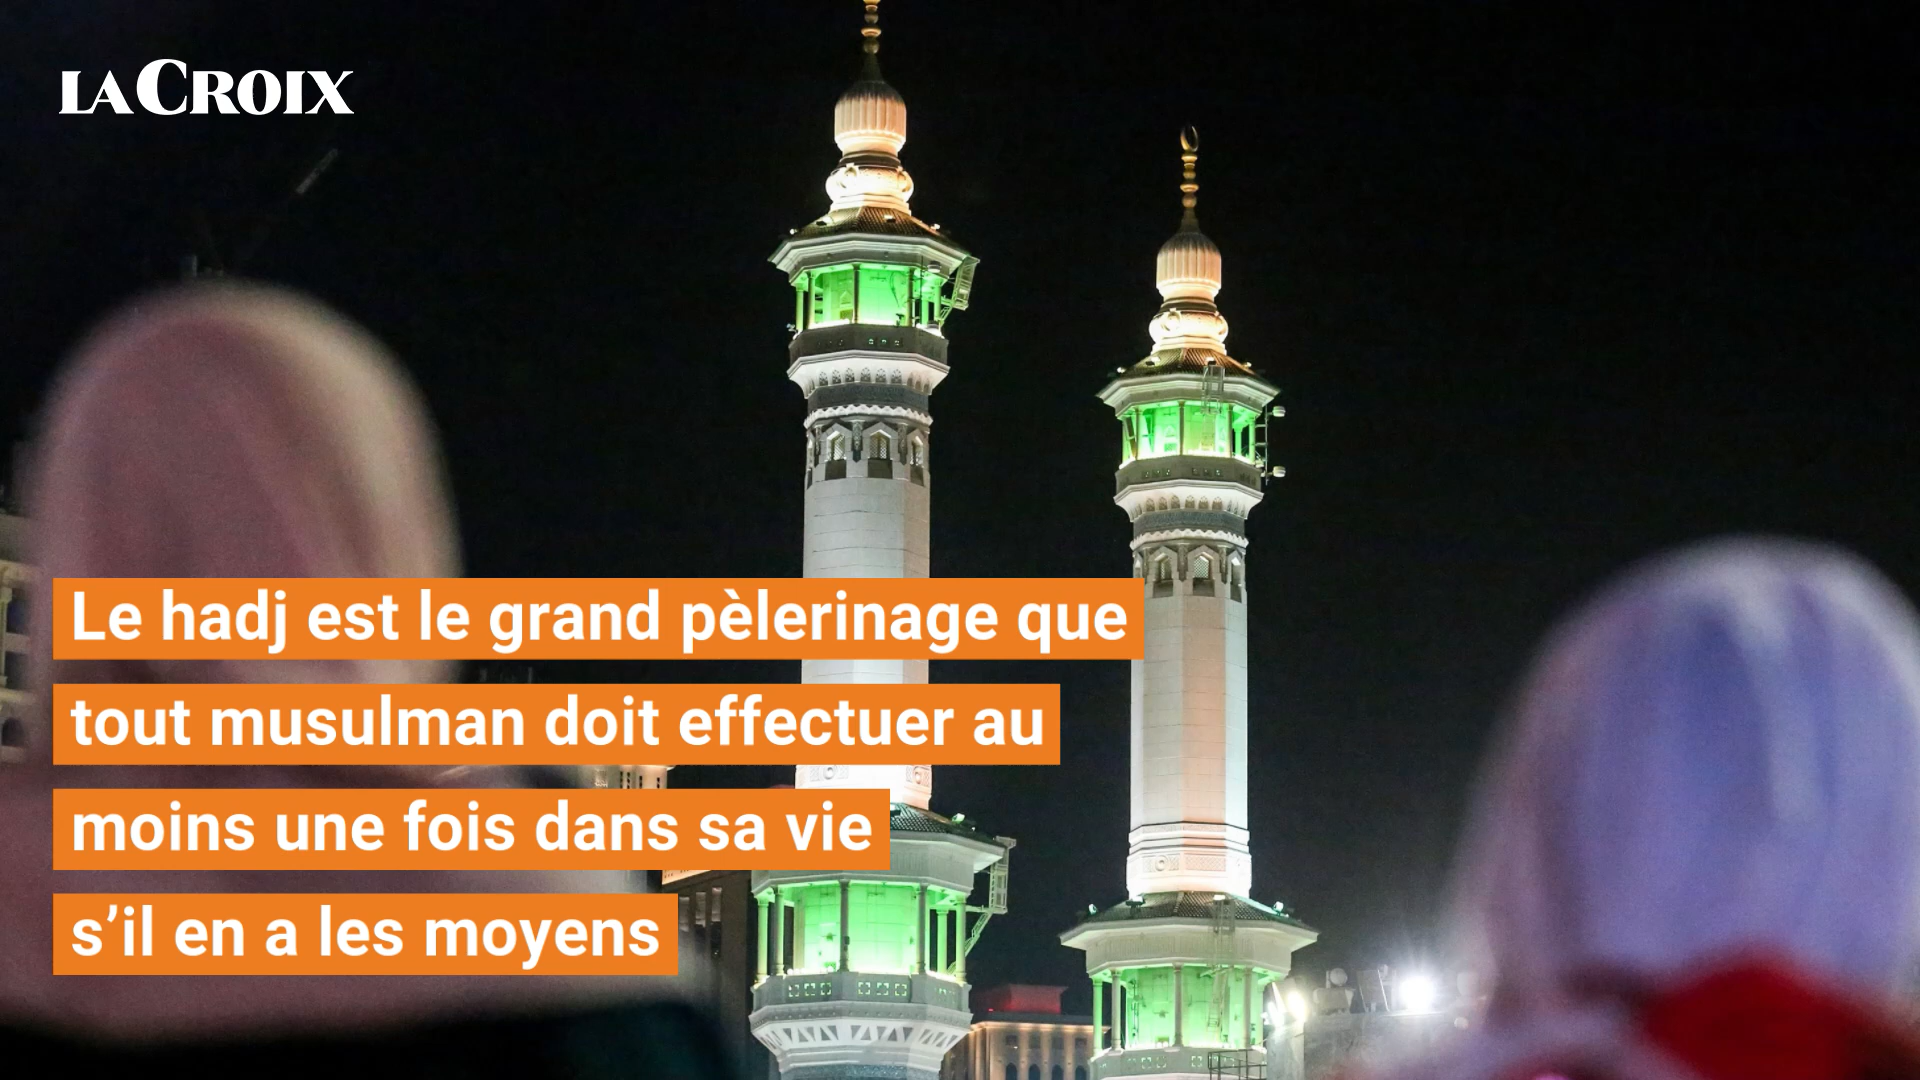 LA CROIX
Le hadj est le grand pèlerinage que
tout musulman doit effectuer au
moins une fois dans sa vie
s’il en a les moyens